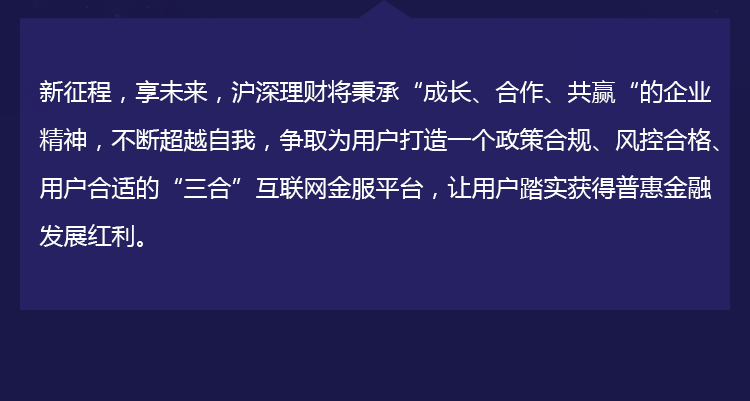 新征程，享未来，沪深理财将秉承“成长、合作、共赢“的企业
精神，不断超越自我，争取为用户打造一个政策合规、风控合格、
用户合适的“三合”互联网金服平台，让用户踏实获得普惠金融
发展红利。